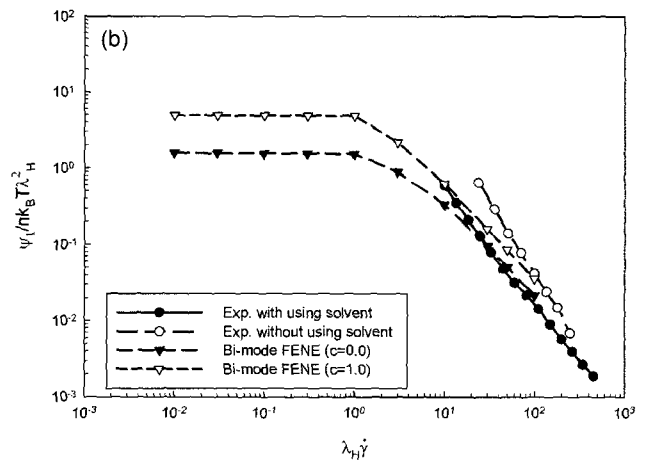 (b)
10²
10¹
10⁰
10⁻¹
10⁻²
10⁻³
ψ₁/nk_BTλ²_H
Exp. with using solvent
Exp. without using solvent
Bi-mode FENE (c=0.0)
Bi-mode FENE (c=1.0)
10⁻³ 10⁻² 10⁻¹ 10⁰ 10¹ 10² 10³
λ_Hγ̇